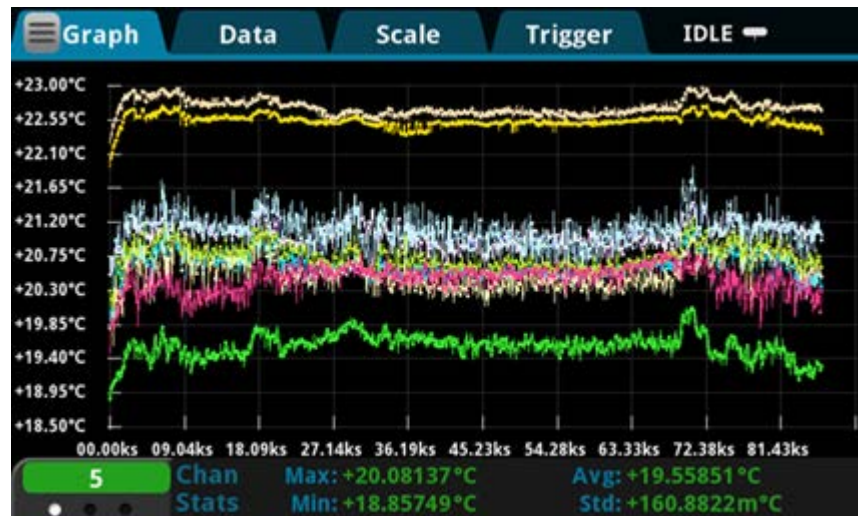 Graph Data Scale Trigger IDLE
+23.00°C
+22.55°C
+22.10°C
+21.65°C
+21.20°C
+20.75°C
+20.30°C
+19.85°C
+19.40°C
+18.95°C
+18.50°C
00.00ks 09.04ks 18.09ks 27.14ks 36.19ks 45.23ks 54.28ks 63.33ks 72.38ks 81.43ks
5 Chan Max: +20.08137°C Avg: +19.55851°C
Stats Min: +18.85749°C Std: +160.8822m°C